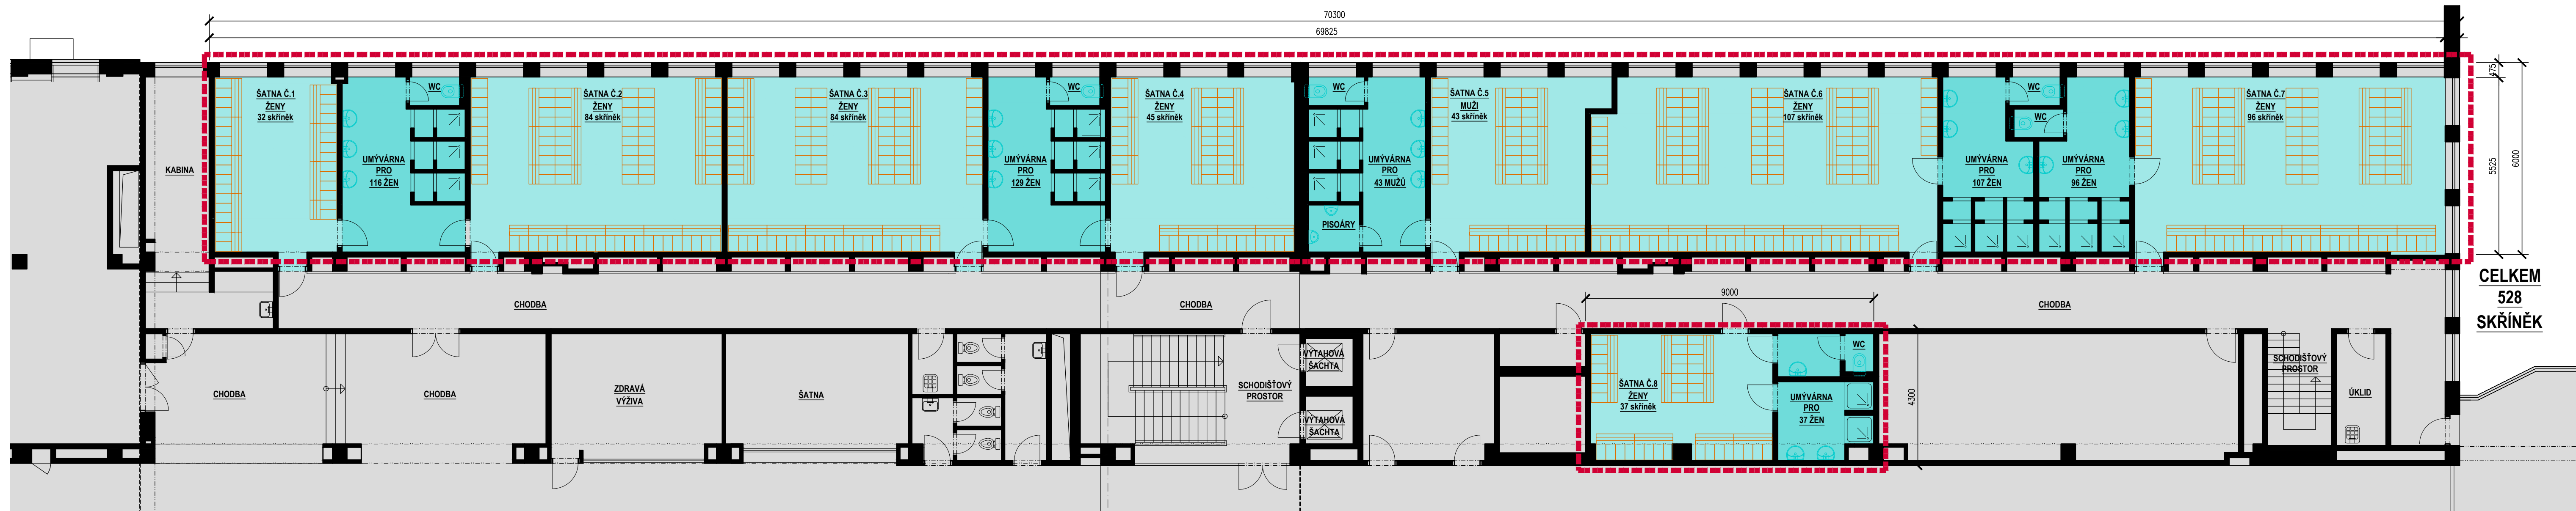 70300
69825
475
5525
6000
ŠATNA Č.1
ŽENY
32 skříněk
WC
UMÝVÁRNA
PRO
116 ŽEN
ŠATNA Č.2
ŽENY
84 skříněk
ŠATNA Č.3
ŽENY
84 skříněk
WC
UMÝVÁRNA
PRO
129 ŽEN
ŠATNA Č.4
ŽENY
45 skříněk
WC
UMÝVÁRNA
PRO
43 MUŽŮ
PISOÁRY
ŠATNA Č.5
MUŽI
43 skříněk
ŠATNA Č.6
ŽENY
107 skříněk
WC
WC
UMÝVÁRNA
PRO
107 ŽEN
UMÝVÁRNA
PRO
96 ŽEN
ŠATNA Č.7
ŽENY
96 skříněk
KABINA
CELKEM
528
SKŘÍNĚK
CHODBA
CHODBA
CHODBA
9000
4300
CHODBA
CHODBA
ZDRAVÁ
VÝŽIVA
ŠATNA
SCHODIŠŤOVÝ
PROSTOR
VÝTAHOVÁ
ŠACHTA
VÝTAHOVÁ
ŠACHTA
ŠATNA Č.8
ŽENY
37 skříněk
WC
UMÝVÁRNA
PRO
37 ŽEN
SCHODIŠŤOVÝ
PROSTOR
ÚKLID